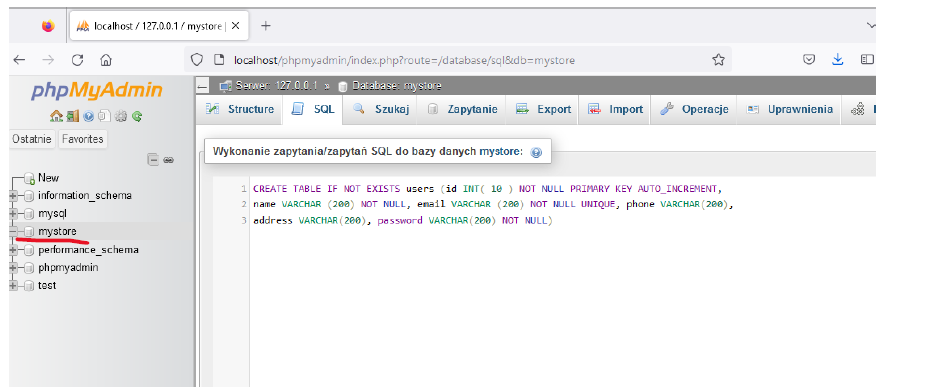 localhost / 127.0.0.1 / mystore |
localhost/phpmyadmin/index.php?route=/database/sql&db=mystore
phpMyAdmin
Ostatnie Favorites
New
information_schema
mysql
mystore
performance_schema
phpmyadmin
test
Serwer: 127.0.0.1 » Database: mystore
Structure SQL Szukaj Zapytanie Export Import Operacje Uprawnienia
Wykonanie zapytania/zapytań SQL do bazy danych mystore:
1 CREATE TABLE IF NOT EXISTS users (id INT( 10 ) NOT NULL PRIMARY KEY AUTO_INCREMENT,
2 name VARCHAR (200) NOT NULL, email VARCHAR (200) NOT NULL UNIQUE, phone VARCHAR(200),
3 address VARCHAR(200), password VARCHAR(200) NOT NULL)